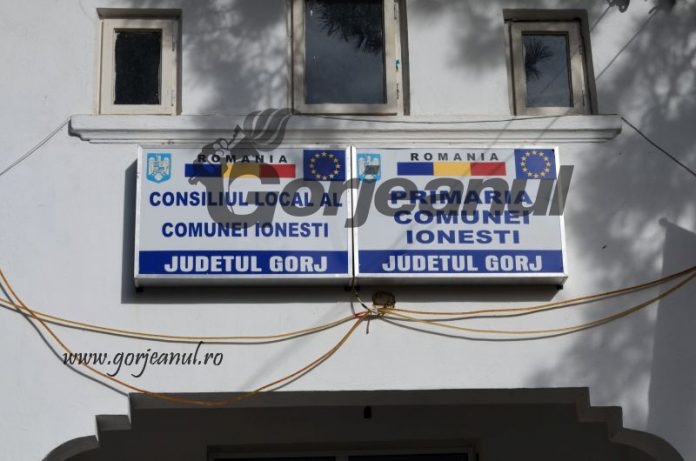 ROMANIA
CONSILIUL LOCAL AL
COMUNEI IONESTI
JUDETUL GORJ
ROMANIA
PRIMARIA
COMUNEI
IONESTI
JUDETUL GORJ
Gorjeanul
www.gorjeanul.ro